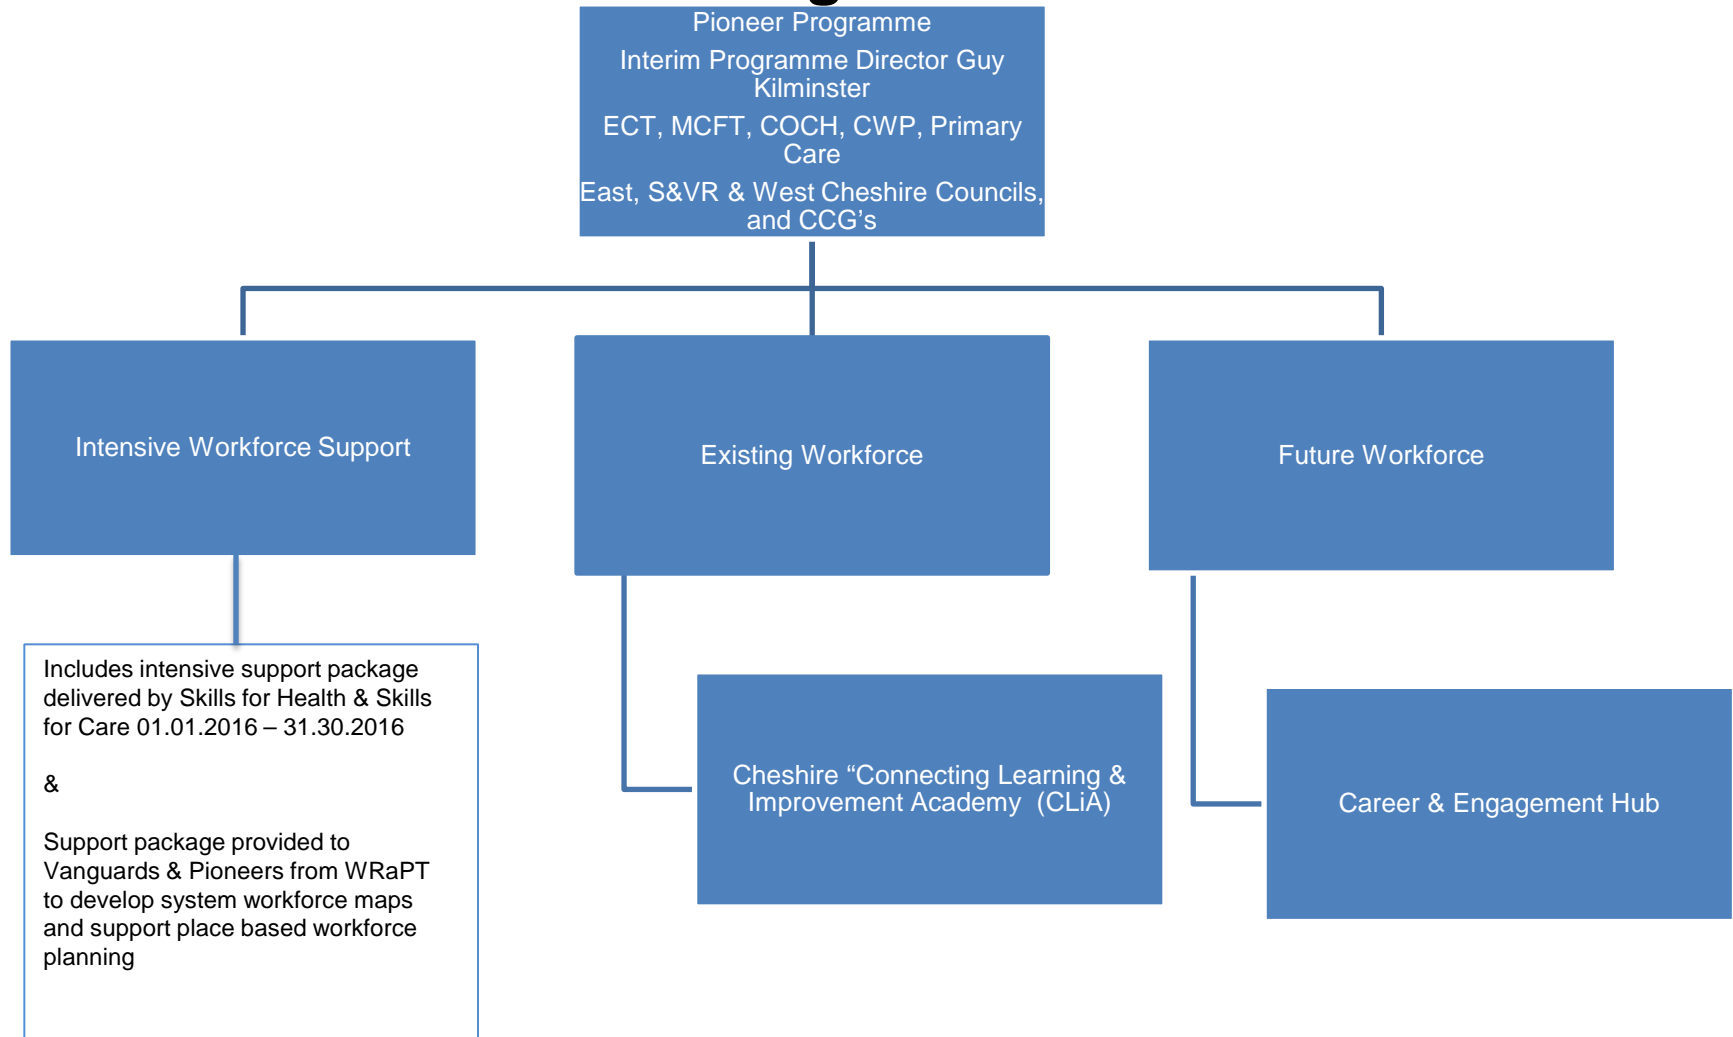 Pioneer Programme
Interim Programme Director Guy
Kilminster
ECT, MCFT, COCH, CWP, Primary
Care
East, S&VR & West Cheshire Councils,
and CCG’s
Intensive Workforce Support
Existing Workforce
Future Workforce
Includes intensive support package
delivered by Skills for Health & Skills
for Care 01.01.2016 – 31.30.2016
&
Support package provided to
Vanguards & Pioneers from WRaPT
to develop system workforce maps
and support place based workforce
planning
Cheshire “Connecting Learning &
Improvement Academy  (CLiA)
Career & Engagement Hub